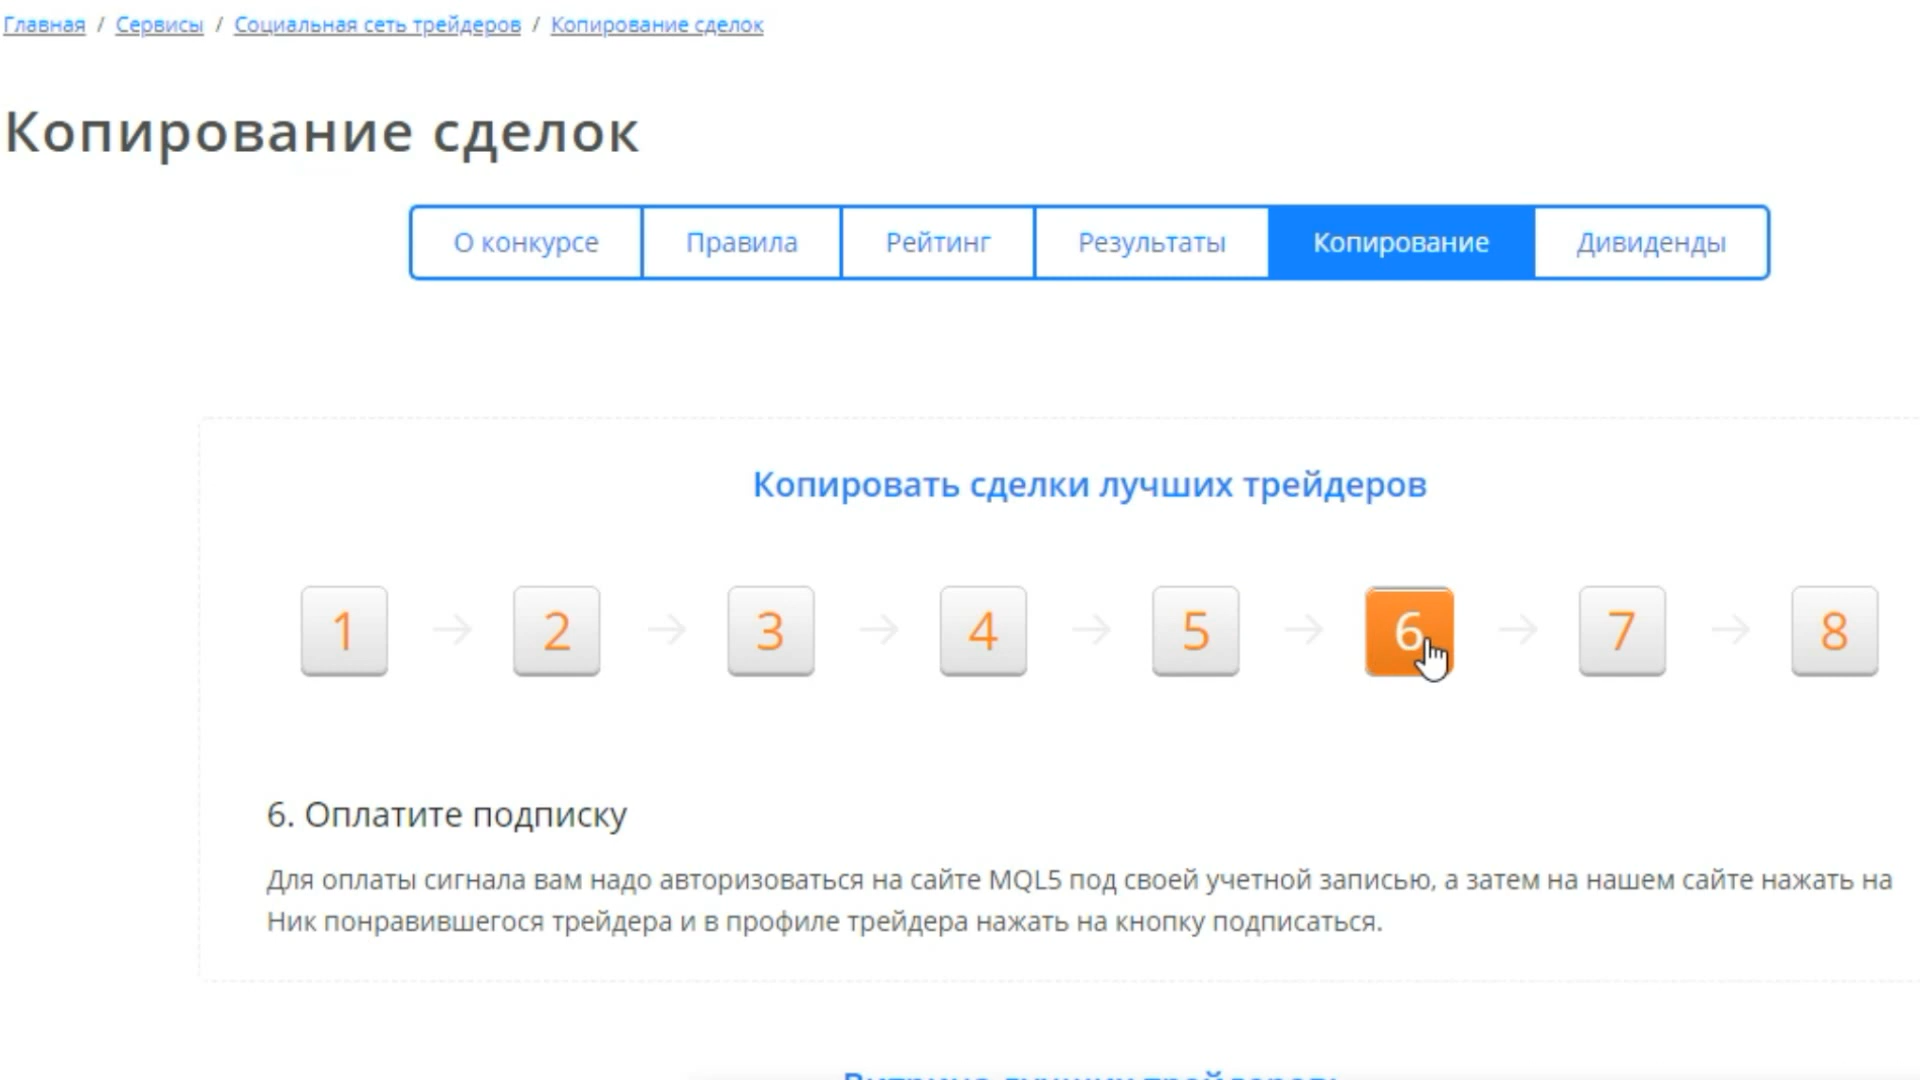 Главная / Сервисы / Социальная сеть трейдеров / Копирование сделок
Копирование сделок
О конкурсе Правила Рейтинг Результаты Копирование Дивиденды
Копировать сделки лучших трейдеров
1 → 2 → 3 → 4 → 5 → 6 → 7 → 8
6. Оплатите подписку
Для оплаты сигнала вам надо авторизоваться на сайте MQL5 под своей учетной записью, а затем на нашем сайте нажать на
Ник понравившегося трейдера и в профиле трейдера нажать на кнопку подписаться.